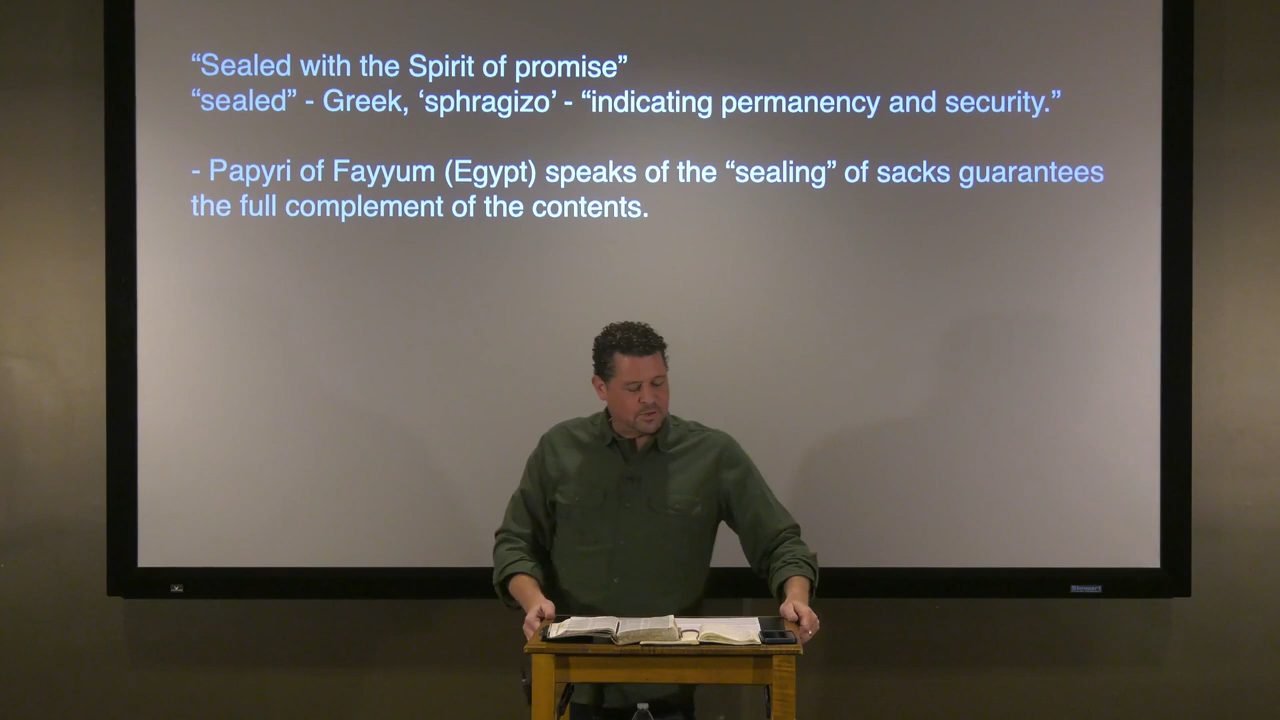 “Sealed with the Spirit of promise”
“sealed” - Greek, ‘sphragizo’ - “indicating permanency and security.”
- Papyri of Fayyum (Egypt) speaks of the “sealing” of sacks guarantees
the full complement of the contents.
Stewart